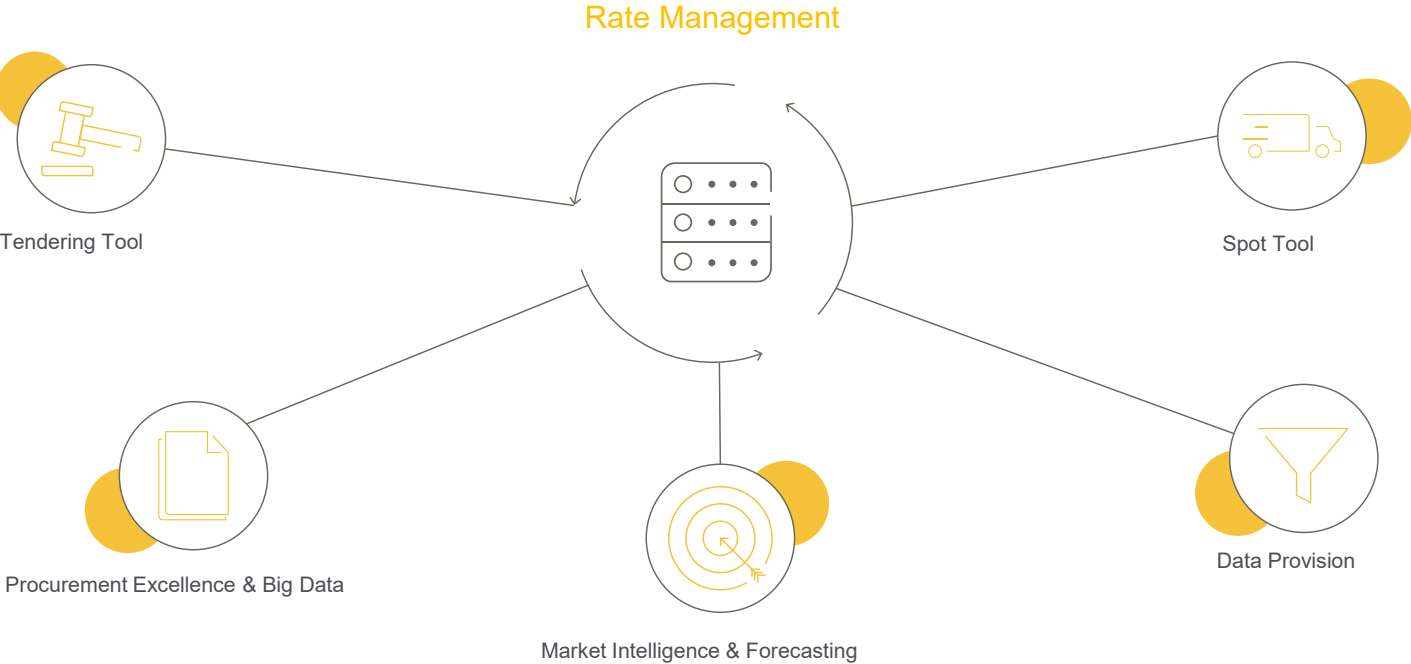 Rate Management
Tendering Tool
Spot Tool
Procurement Excellence & Big Data
Data Provision
Market Intelligence & Forecasting